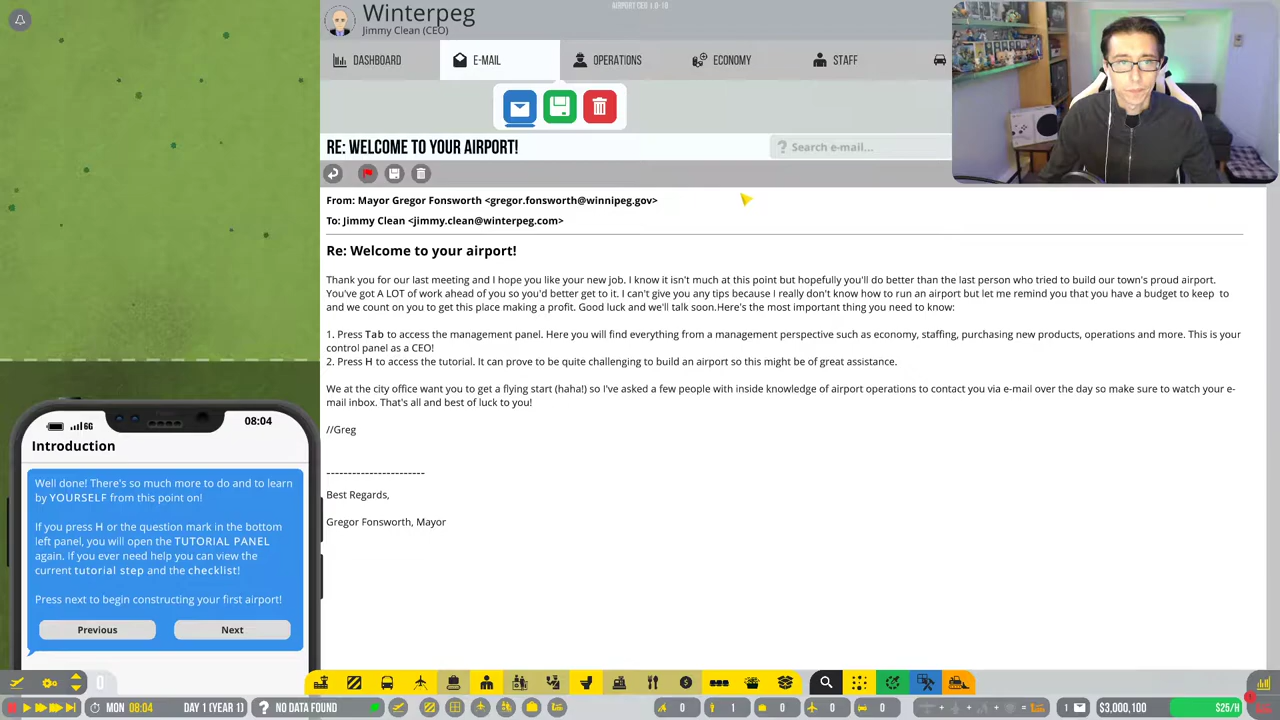 Winterpeg
Jimmy Clean (CEO)
AIRPORT CEO 1.0-10
DASHBOARD
E-MAIL
OPERATIONS
ECONOMY
STAFF
RE: WELCOME TO YOUR AIRPORT!
? Search e-mail...
From: Mayor Gregor Fonsworth <gregor.fonsworth@winnipeg.gov>
To: Jimmy Clean <jimmy.clean@winterpeg.com>
Re: Welcome to your airport!
Thank you for our last meeting and I hope you like your new job. I know it isn't much at this point but hopefully you'll do better than the last person who tried to build our town's proud airport.
You've got A LOT of work ahead of you so you'd better get to it. I can't give you any tips because I really don't know how to run an airport but let me remind you that you have a budget to keep to
and we count on you to get this place making a profit. Good luck and we'll talk soon.Here's the most important thing you need to know:
1. Press Tab to access the management panel. Here you will find everything from a management perspective such as economy, staffing, purchasing new products, operations and more. This is your
control panel as a CEO!
2. Press H to access the tutorial. It can prove to be quite challenging to build an airport so this might be of great assistance.
We at the city office want you to get a flying start (haha!) so I've asked a few people with inside knowledge of airport operations to contact you via e-mail over the day so make sure to watch your e-
mail inbox. That's all and best of luck to you!
//Greg
-----------------------
Best Regards,
Gregor Fonsworth, Mayor
6G
08:04
Introduction
Well done! There's so much more to do and to learn
by YOURSELF from this point on!
If you press H or the question mark in the bottom
left panel, you will open the TUTORIAL PANEL
again. If you ever need help you can view the
current tutorial step and the checklist!
Press next to begin constructing your first airport!
Previous
Next
0
MON 08:04
DAY 1 (YEAR 1)
? NO DATA FOUND
0
1
0
0
0
1
$3,000,100
$25/H
1